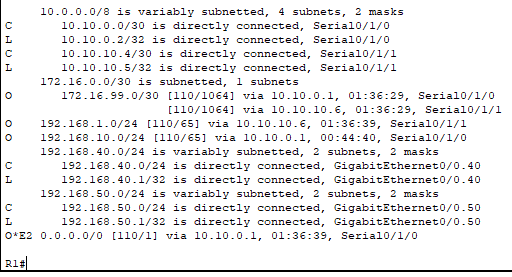 10.0.0.0/8 is variably subnetted, 4 subnets, 2 masks
C 10.10.0.0/30 is directly connected, Serial0/1/0
L 10.10.0.2/32 is directly connected, Serial0/1/0
C 10.10.10.4/30 is directly connected, Serial0/1/1
L 10.10.10.5/32 is directly connected, Serial0/1/1
172.16.0.0/30 is subnetted, 1 subnets
O 172.16.99.0/30 [110/1064] via 10.10.0.1, 01:36:29, Serial0/1/0
[110/1064] via 10.10.10.6, 01:36:29, Serial0/1/1
O 192.168.1.0/24 [110/65] via 10.10.10.6, 01:36:39, Serial0/1/1
O 192.168.10.0/24 [110/65] via 10.10.0.1, 00:44:40, Serial0/1/0
192.168.40.0/24 is variably subnetted, 2 subnets, 2 masks
C 192.168.40.0/24 is directly connected, GigabitEthernet0/0.40
L 192.168.40.1/32 is directly connected, GigabitEthernet0/0.40
192.168.50.0/24 is variably subnetted, 2 subnets, 2 masks
C 192.168.50.0/24 is directly connected, GigabitEthernet0/0.50
L 192.168.50.1/32 is directly connected, GigabitEthernet0/0.50
O*E2 0.0.0.0/0 [110/1] via 10.10.0.1, 01:36:39, Serial0/1/0
R1#